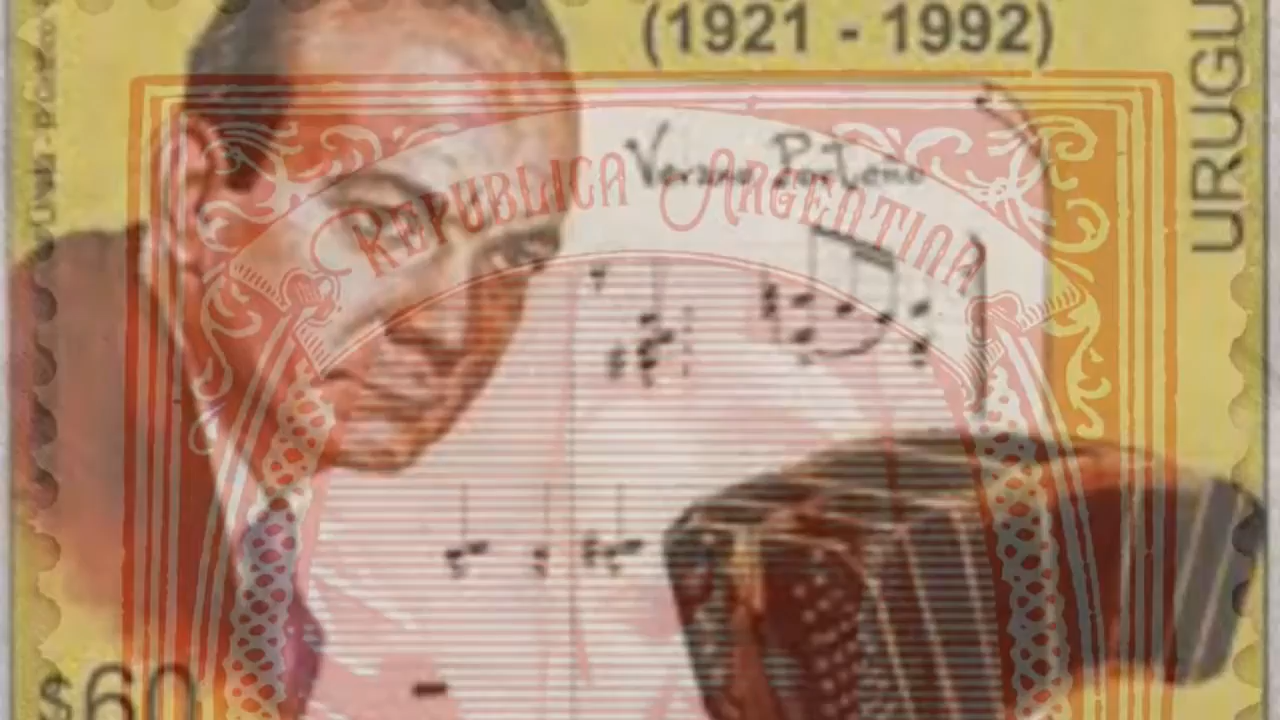 (1921 - 1992)
URUGU
Verano Porteño
REPUBLICA ARGENTINA
$60